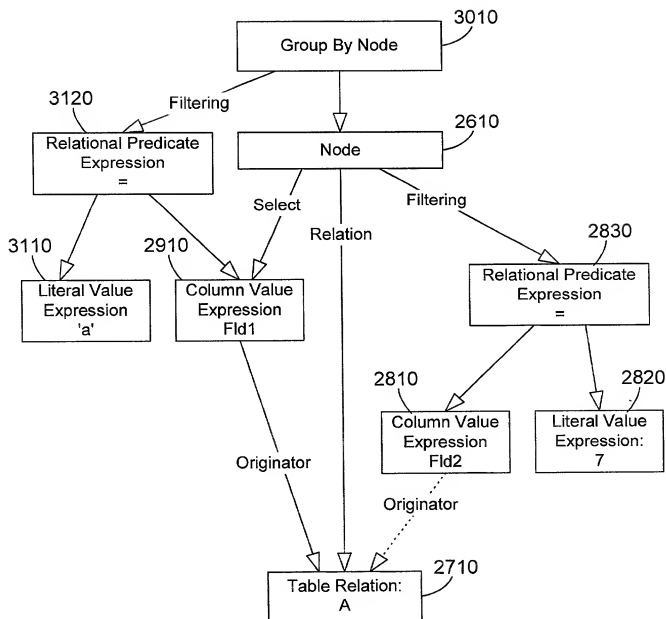 3010
Group By Node
3120
Filtering
Relational Predicate
Expression
=
2610
Node
Select
Relation
Filtering
3110
2910
2830
Literal Value
Expression
'a'
Column Value
Expression
Fld1
Relational Predicate
Expression
=
2810
2820
Column Value
Expression
Fld2
Literal Value
Expression:
7
Originator
Originator
2710
Table Relation:
A